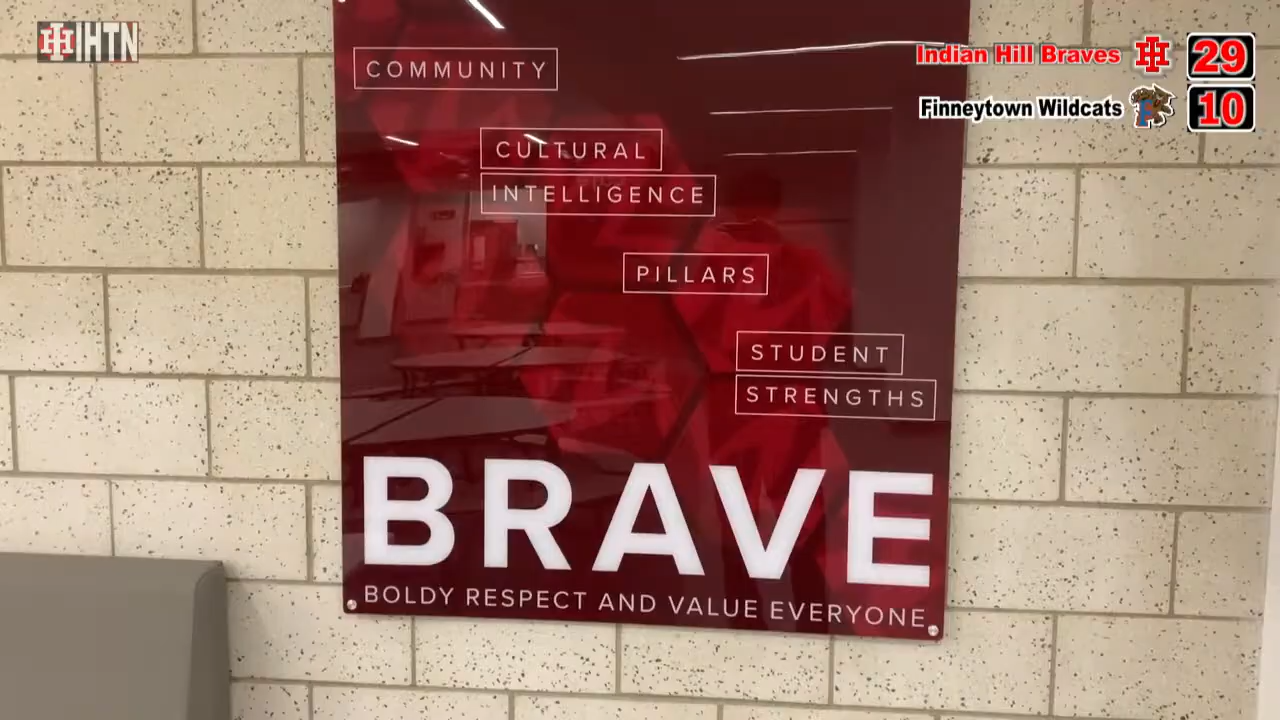 IHTN
Indian Hill Braves IH 29
Finneytown Wildcats 10
COMMUNITY
CULTURAL
INTELLIGENCE
PILLARS
STUDENT
STRENGTHS
BRAVE
BOLDY RESPECT AND VALUE EVERYONE